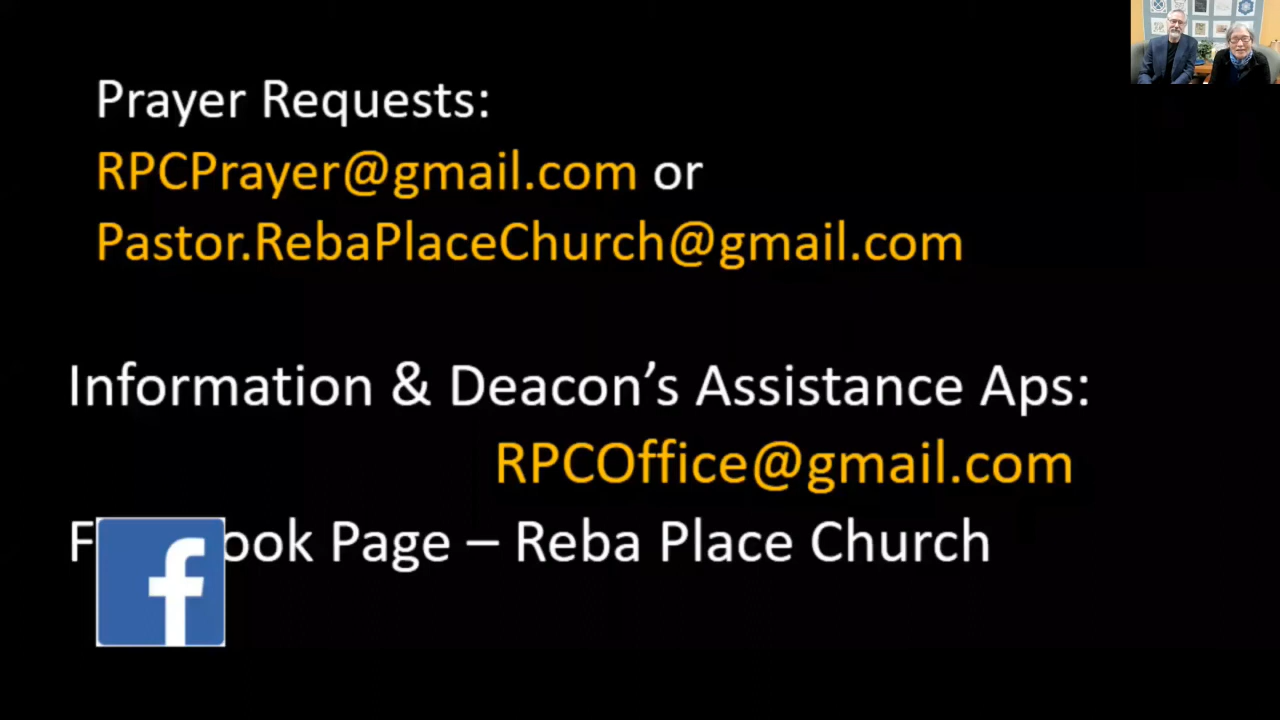 Prayer Requests:
RPCPrayer@gmail.com or
Pastor.RebaPlaceChurch@gmail.com
Information & Deacon’s Assistance Aps:
RPCOffice@gmail.com
F ook Page – Reba Place Church
f